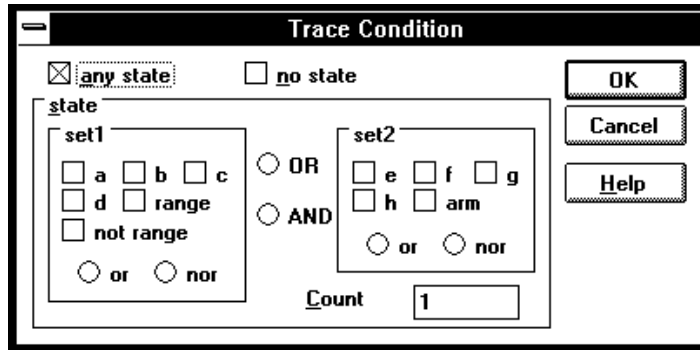 Trace Condition
any state no state
OK
state
Cancel
set1
set2
a b c
OR
e f g
Help
d range
h arm
not range
AND
or nor
or nor
Count 1